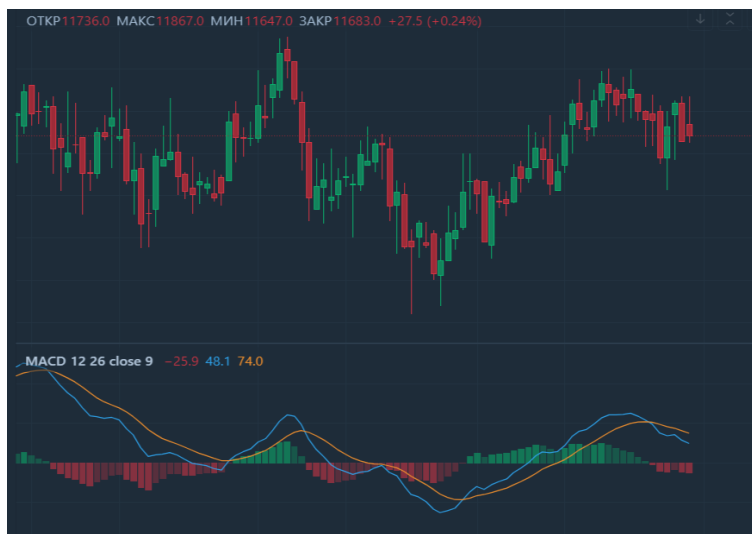 ОТКР11736.0 МАКС11867.0 МИН11647.0 ЗАКР11683.0 +27.5 (+0.24%)
MACD 12 26 close 9 −25.9 48.1 74.0